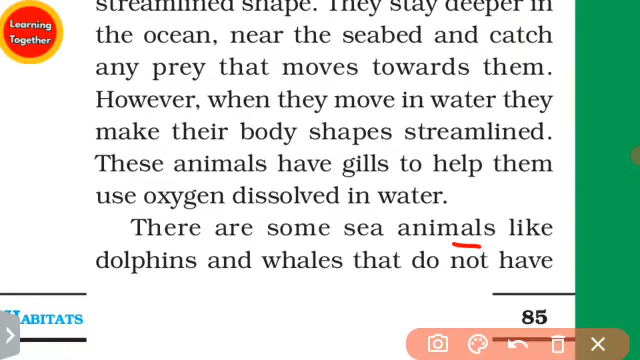 Learning
Together
streamlined shape. They stay deeper in
the ocean, near the seabed and catch
any prey that moves towards them.
However, when they move in water they
make their body shapes streamlined.
These animals have gills to help them
use oxygen dissolved in water.
There are some sea animals like
dolphins and whales that do not have
HABITATS
85